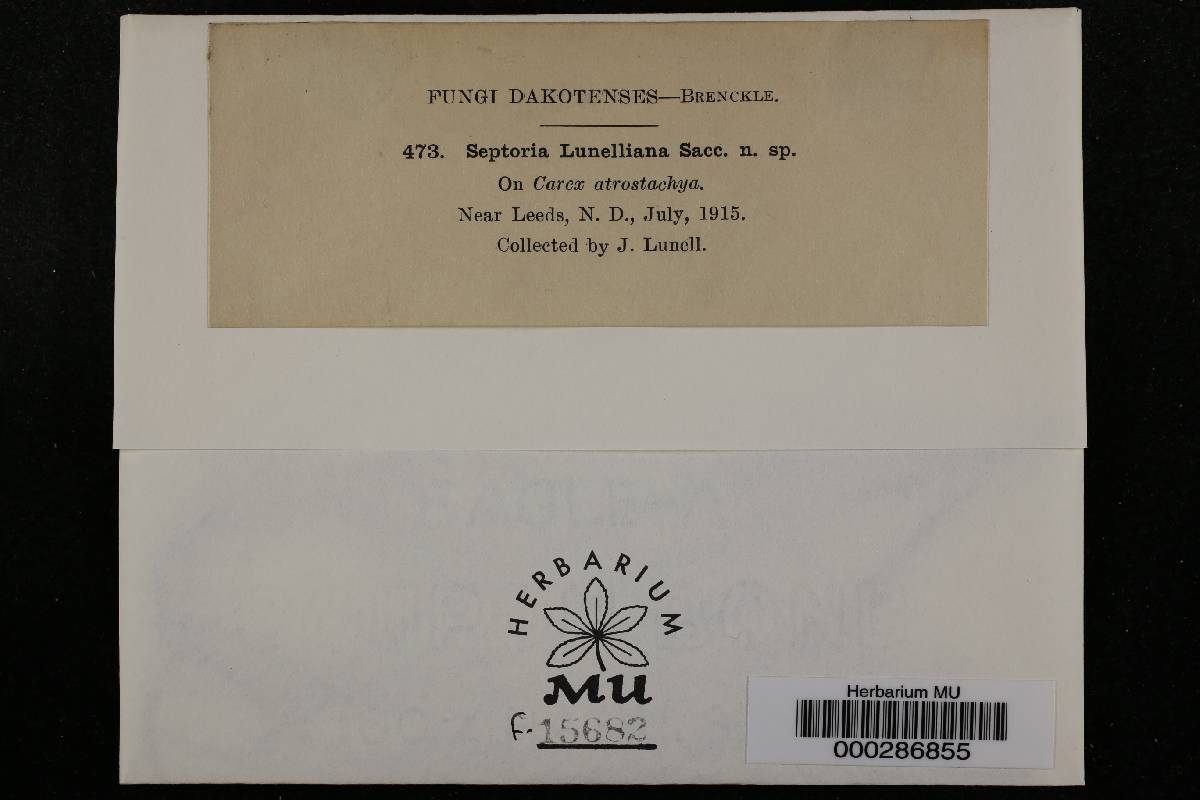 FUNGI DAKOTENSES—BRENCKLE.
473. Septoria Lunelliana Sacc. n. sp.
On Carex atrostachya.
Near Leeds, N. D., July, 1915.
Collected by J. Lunell.
HERBARIUM
MU
F. 15682
Herbarium MU
000286855